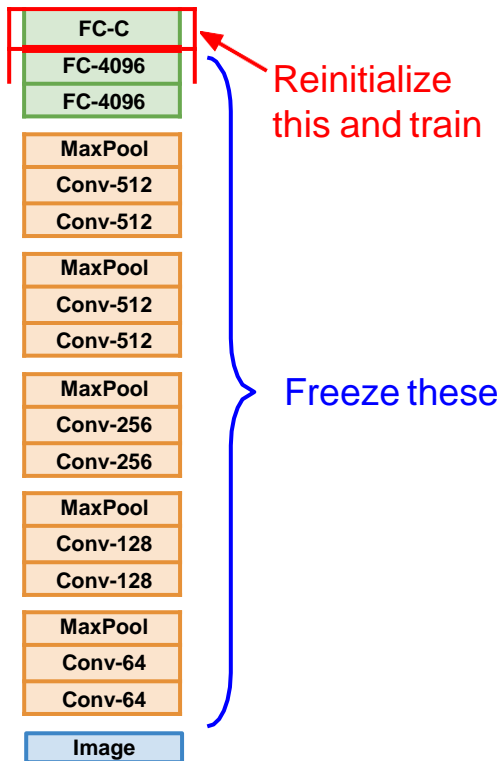 FC-C
FC-4096
FC-4096
Reinitialize
this and train
MaxPool
Conv-512
Conv-512
MaxPool
Conv-512
Conv-512
MaxPool
Conv-256
Conv-256
Freeze these
MaxPool
Conv-128
Conv-128
MaxPool
Conv-64
Conv-64
Image